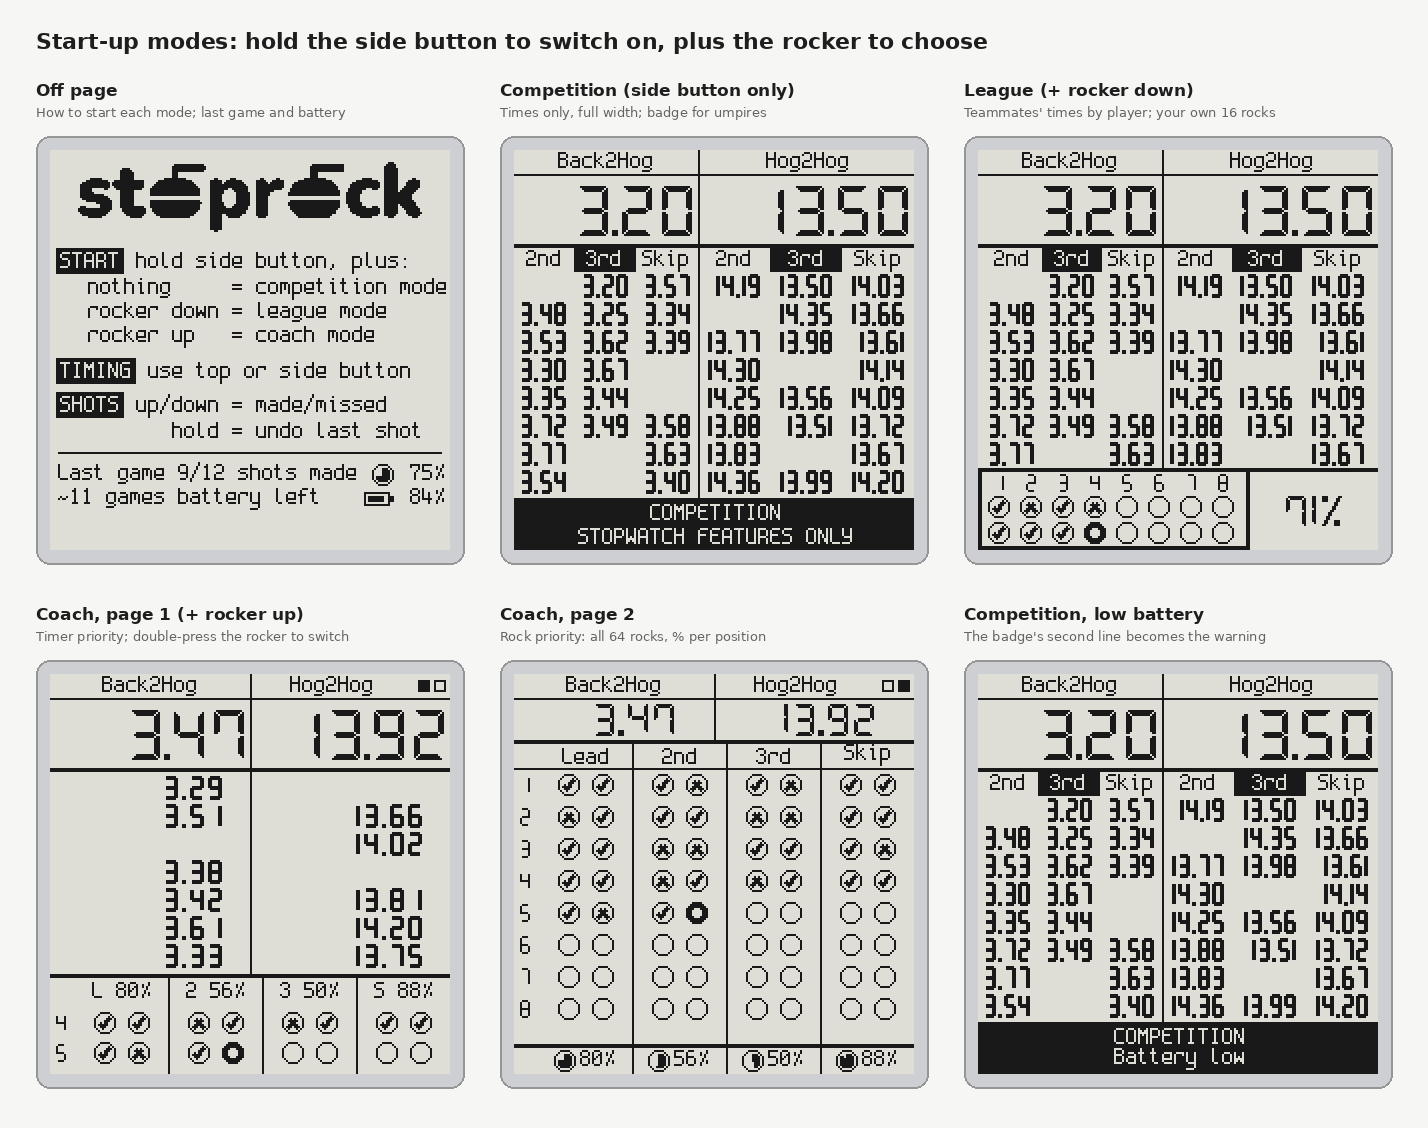 Start-up modes: hold the side button to switch on, plus the rocker to choose
Off page
How to start each mode; last game and battery
stoprock
START hold side button, plus:
nothing = competition mode
rocker down = league mode
rocker up = coach mode
TIMING use top or side button
SHOTS up/down = made/missed
hold = undo last shot
Last game 9/12 shots made 75%
~11 games battery left 84%
Competition (side button only)
Times only, full width; badge for umpires
Back2Hog Hog2Hog
3.20 13.50
2nd 3rd Skip 2nd 3rd Skip
3.20 3.57 14.19 13.50 14.03
3.48 3.25 3.34 14.35 13.66
3.53 3.62 3.39 13.77 13.98 13.61
3.30 3.67 14.30 14.14
3.35 3.44 14.25 13.56 14.09
3.72 3.49 3.58 13.88 13.51 13.72
3.77 3.63 13.83 13.67
3.54 3.40 14.36 13.99 14.20
COMPETITION
STOPWATCH FEATURES ONLY
League (+ rocker down)
Teammates' times by player; your own 16 rocks
Back2Hog Hog2Hog
3.20 13.50
2nd 3rd Skip 2nd 3rd Skip
3.20 3.57 14.19 13.50 14.03
3.48 3.25 3.34 14.35 13.66
3.53 3.62 3.39 13.77 13.98 13.61
3.30 3.67 14.30 14.14
3.35 3.44 14.25 13.56 14.09
3.72 3.49 3.58 13.88 13.51 13.72
3.77 3.63 13.83 13.67
1 2 3 4 5 6 7 8
71%
Coach, page 1 (+ rocker up)
Timer priority; double-press the rocker to switch
Back2Hog Hog2Hog
3.47 13.92
3.29
3.51 13.66
14.02
3.38
3.42 13.81
3.61 14.20
3.33 13.75
L 80% 2 56% 3 50% S 88%
4
5
Coach, page 2
Rock priority: all 64 rocks, % per position
Back2Hog Hog2Hog
3.47 13.92
Lead 2nd 3rd Skip
1
2
3
4
5
6
7
8
80% 56% 50% 88%
Competition, low battery
The badge's second line becomes the warning
Back2Hog Hog2Hog
3.20 13.50
2nd 3rd Skip 2nd 3rd Skip
3.20 3.57 14.19 13.50 14.03
3.48 3.25 3.34 14.35 13.66
3.53 3.62 3.39 13.77 13.98 13.61
3.30 3.67 14.30 14.14
3.35 3.44 14.25 13.56 14.09
3.72 3.49 3.58 13.88 13.51 13.72
3.77 3.63 13.83 13.67
3.54 3.40 14.36 13.99 14.20
COMPETITION
Battery low